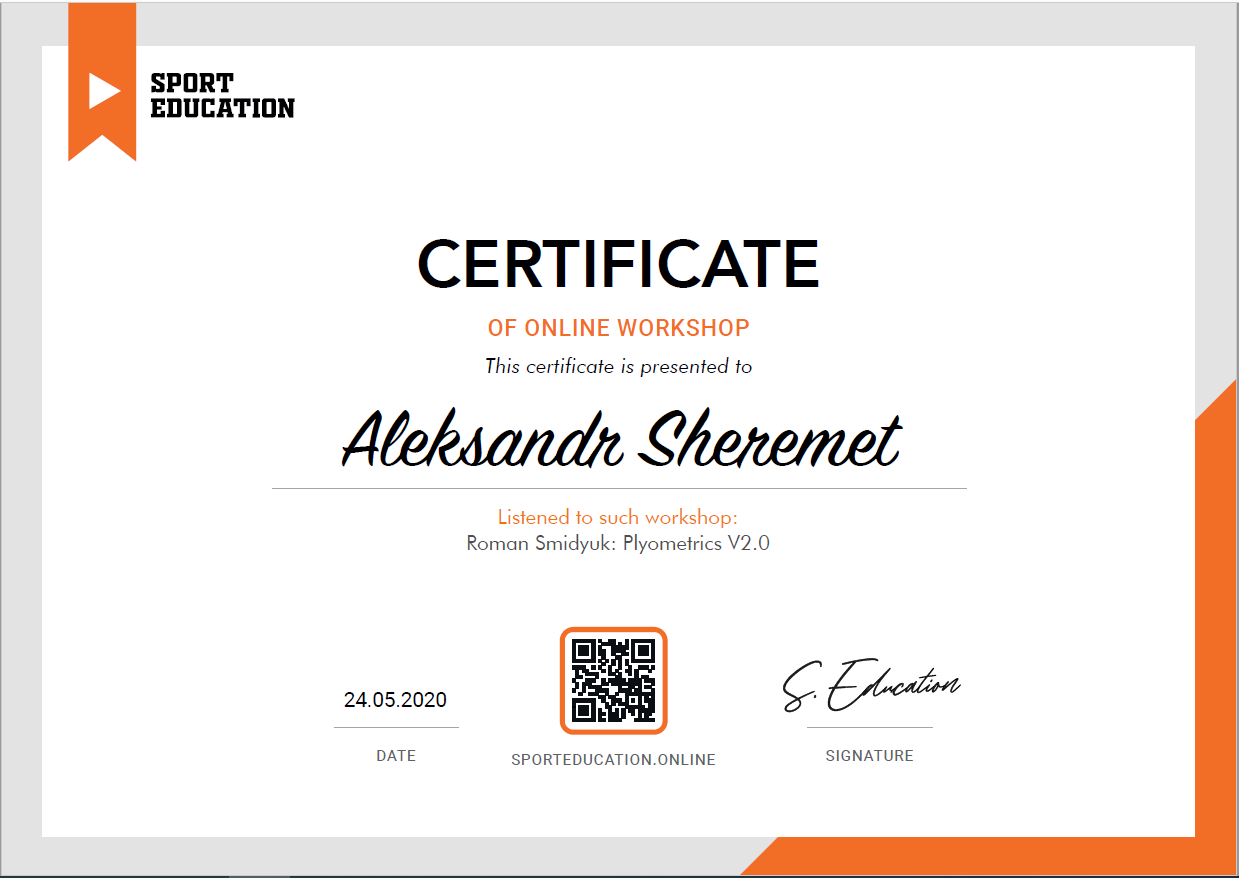 SPORT
EDUCATION
CERTIFICATE
OF ONLINE WORKSHOP
This certificate is presented to
Aleksandr Sheremet
Listened to such workshop:
Roman Smidyuk: Plyometrics V2.0
24.05.2020
S. Education
DATE
SPORTEDUCATION.ONLINE
SIGNATURE